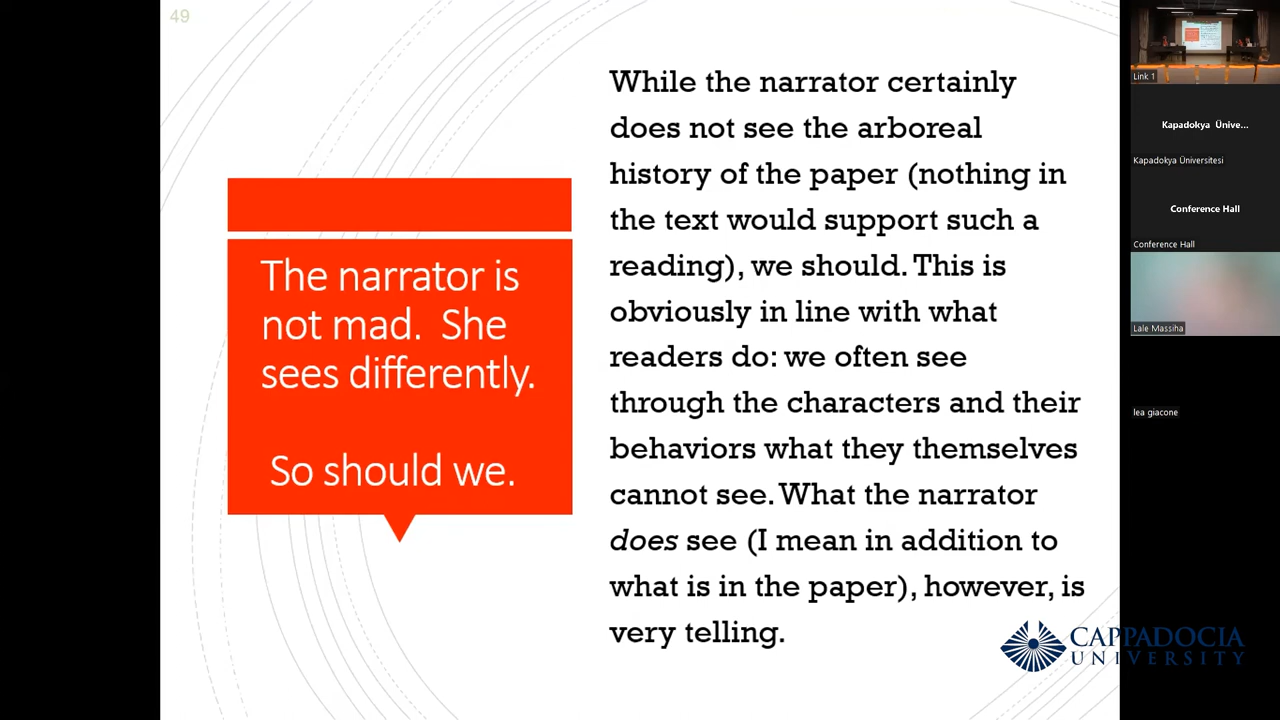 49
The narrator is
not mad. She
sees differently.
So should we.
While the narrator certainly
does not see the arboreal
history of the paper (nothing in
the text would support such a
reading), we should. This is
obviously in line with what
readers do: we often see
through the characters and their
behaviors what they themselves
cannot see. What the narrator
does see (I mean in addition to
what is in the paper), however, is
very telling.
CAPPADOCIA
UNIVERSITY
Link 1
Kapadokya Ünive...
Kapadokya Üniversitesi
Conference Hall
Conference Hall
Lale Massiha
lea giacone